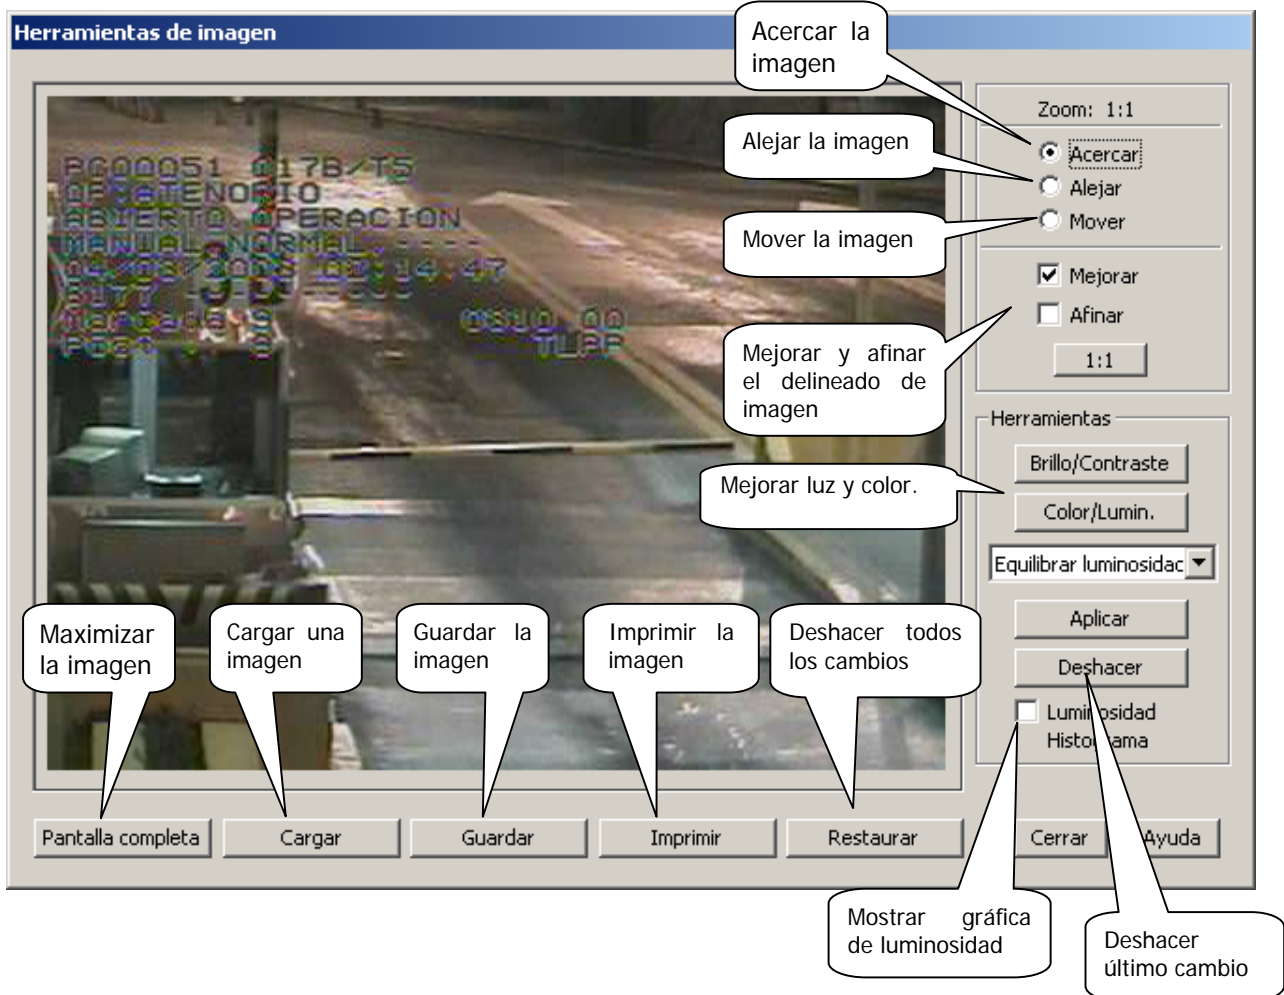 Herramientas de imagen
Acercar la
imagen
Zoom: 1:1
Alejar la imagen
Acercar
Alejar
Mover la imagen
Mover
PG00051 C17B/T5
ABIERTO.OPERACION
MANUAL.NORMAL.----
Mejorar
Afinar
Mejorar y afinar
el delineado de
imagen
1:1
Herramientas
Brillo/Contraste
Mejorar luz y color.
Color/Lumin.
Equilibrar luminosidac
Aplicar
Deshacer
Luminosidad
Histograma
Maximizar
la imagen
Cargar una
imagen
Guardar la
imagen
Imprimir la
imagen
Deshacer todos
los cambios
Pantalla completa
Cargar
Guardar
Imprimir
Restaurar
Cerrar
Ayuda
Mostrar gráfica
de luminosidad
Deshacer
último cambio